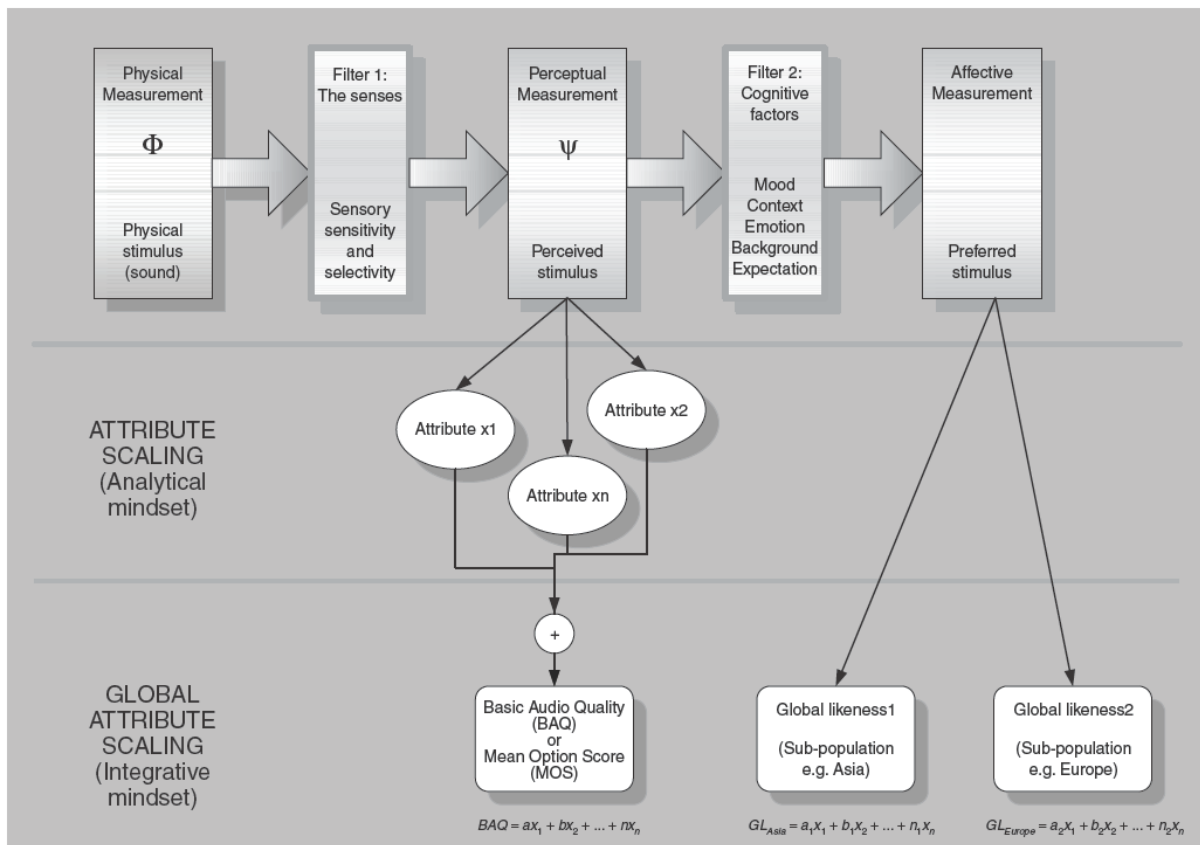 Physical
Measurement
Φ
Physical
stimulus
(sound)
Filter 1:
The senses
Sensory
sensitivity
and
selectivity
Perceptual
Measurement
ψ
Perceived
stimulus
Filter 2:
Cognitive
factors
Mood
Context
Emotion
Background
Expectation
Affective
Measurement
Preferred
stimulus
ATTRIBUTE
SCALING
(Analytical
mindset)
Attribute x1
Attribute xn
Attribute x2
GLOBAL
ATTRIBUTE
SCALING
(Integrative
mindset)
+
Basic Audio Quality
(BAQ)
or
Mean Option Score
(MOS)
BAQ = ax₁ + bx₂ + ... + nxₙ
Global likeness1
(Sub-population
e.g. Asia)
GL_Asia = a₁x₁ + b₁x₂ + ... + n₁xₙ
Global likeness2
(Sub-population
e.g. Europe)
GL_Europe = a₂x₁ + b₂x₂ + ... + n₂xₙ